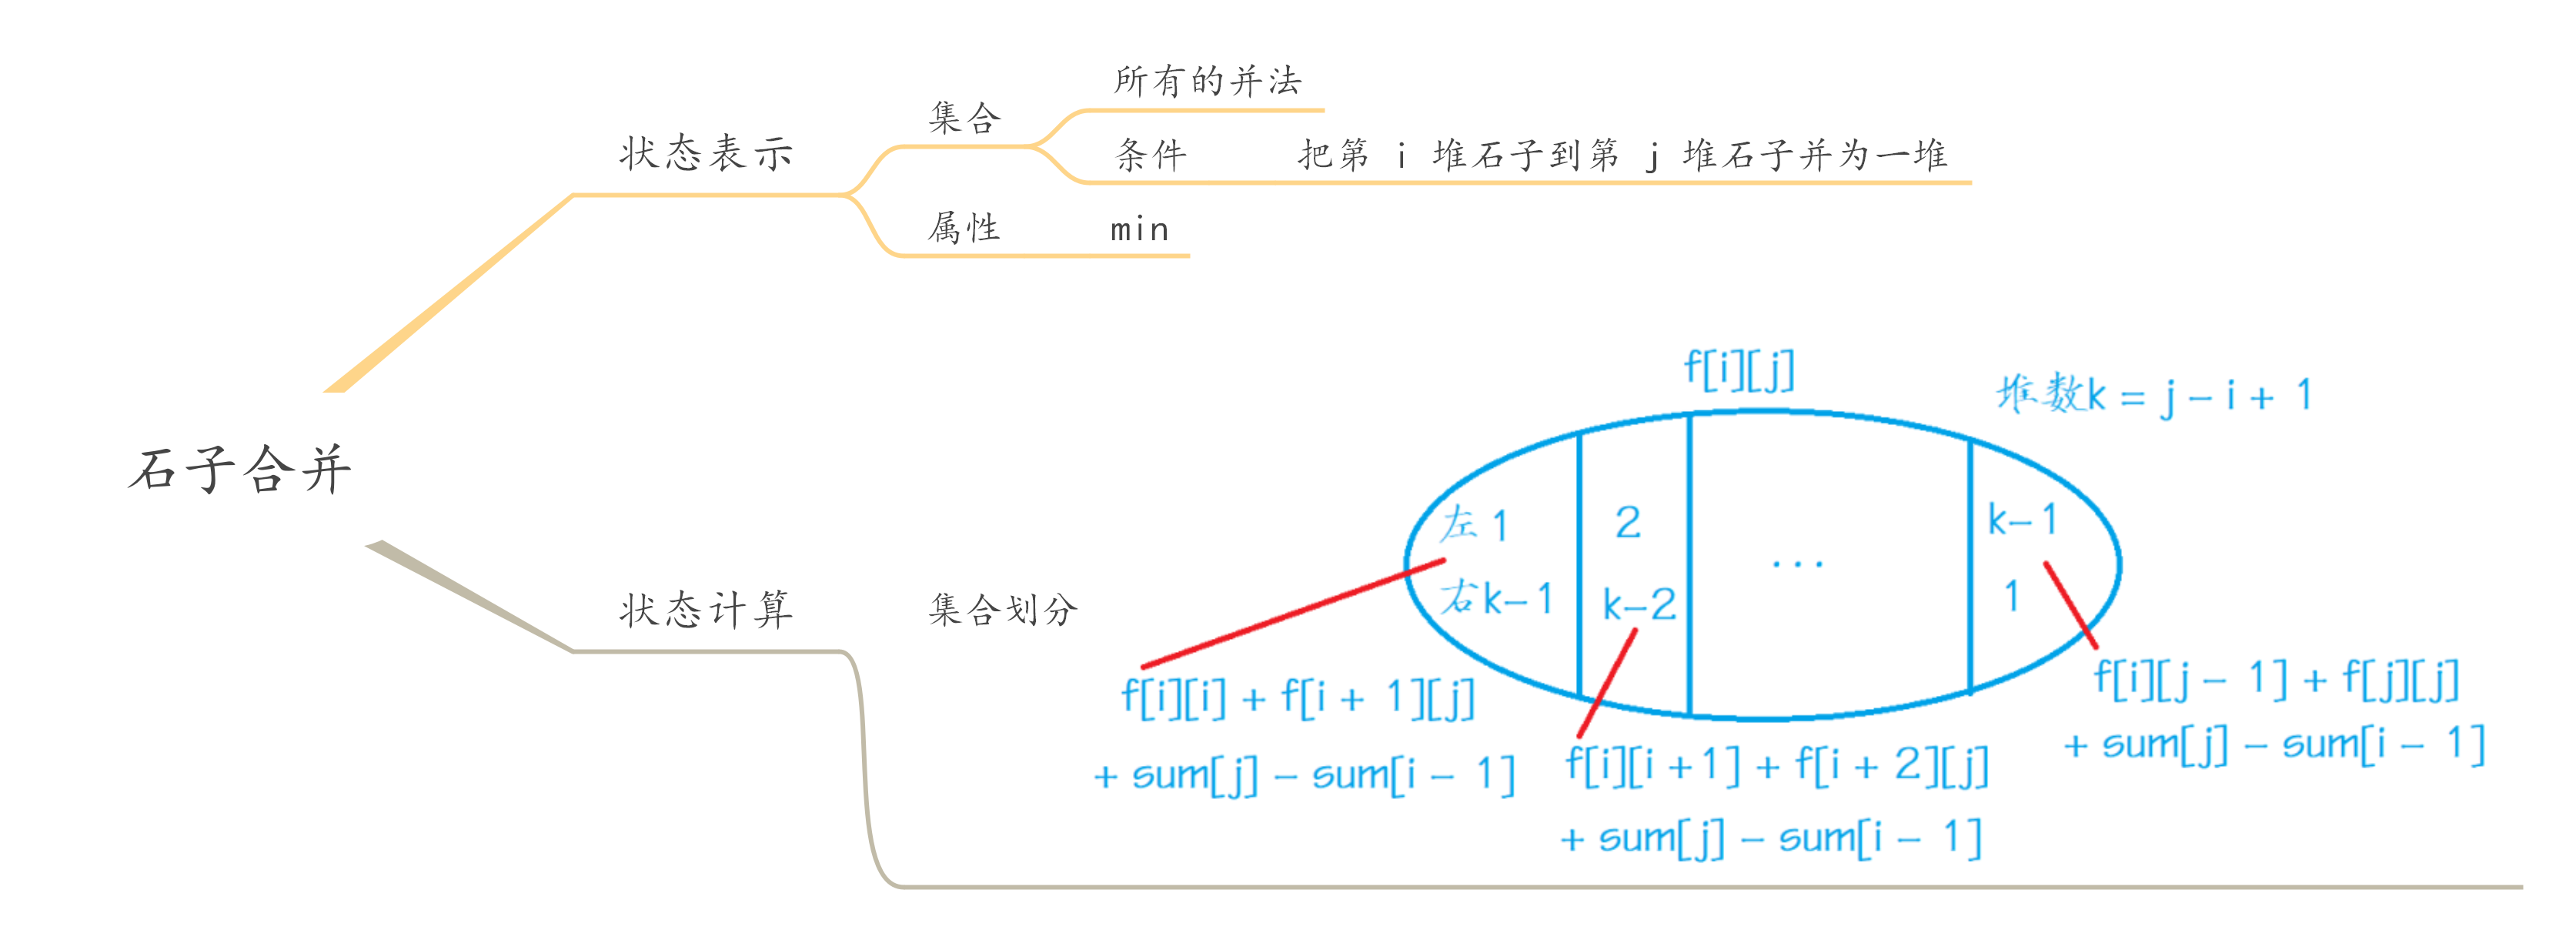 石子合并
状态表示
集合
所有的并法
条件 把第 i 堆石子到第 j 堆石子并为一堆
属性 min
状态计算
集合划分
f[i][j]
堆数k = j - i + 1
左 1
右 k-1
2
k-2
...
k-1
1
f[i][i] + f[i + 1][j]
+ sum[j] - sum[i - 1]
f[i][i +1] + f[i + 2][j]
+ sum[j] - sum[i - 1]
f[i][j - 1] + f[j][j]
+ sum[j] - sum[i - 1]